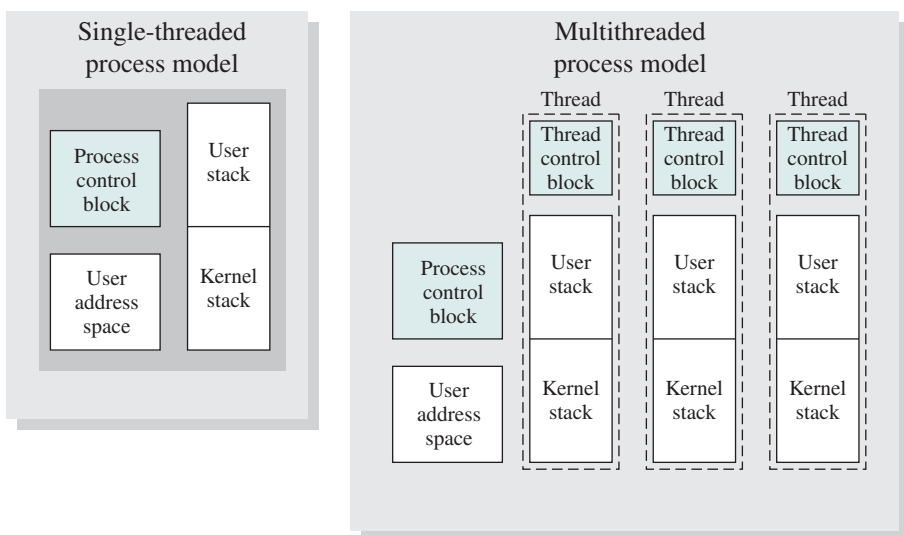 Single-threaded
process model
Process
control
block
User
stack
User
address
space
Kernel
stack
Multithreaded
process model
Thread
Thread
control
block
User
stack
Kernel
stack
Thread
Thread
control
block
User
stack
Kernel
stack
Thread
Thread
control
block
User
stack
Kernel
stack
Process
control
block
User
address
space